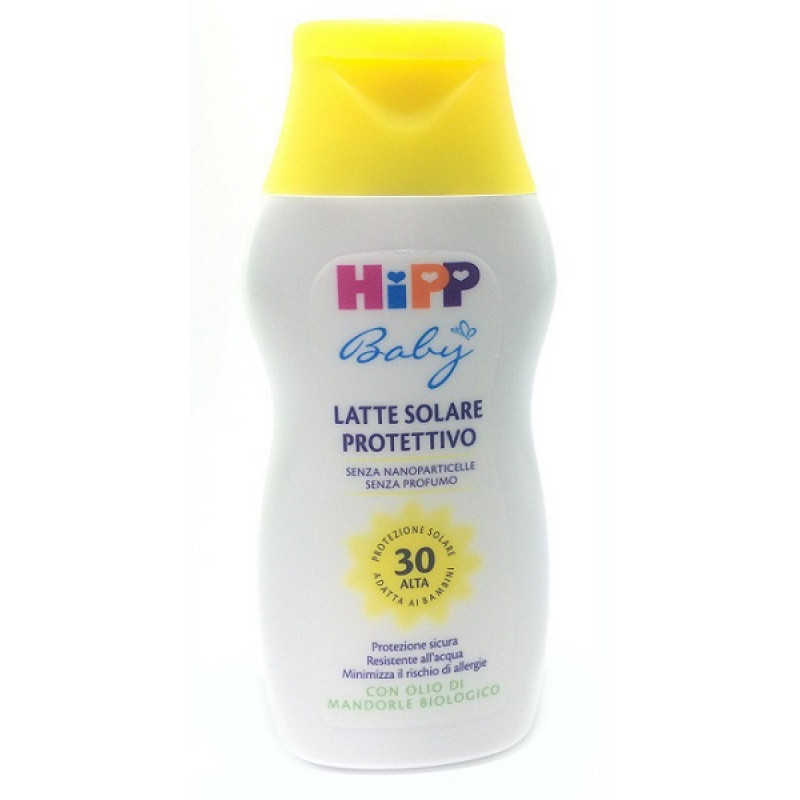 HiPP
Baby
LATTE SOLARE
PROTETTIVO
SENZA NANOPARTICELLE
SENZA PROFUMO
PROTEZIONE SOLARE
30
ALTA
ADATTA AI BAMBINI
Protezione sicura
Resistente all'acqua
Minimizza il rischio di allergie
CON OLIO DI
MANDORLE BIOLOGICO